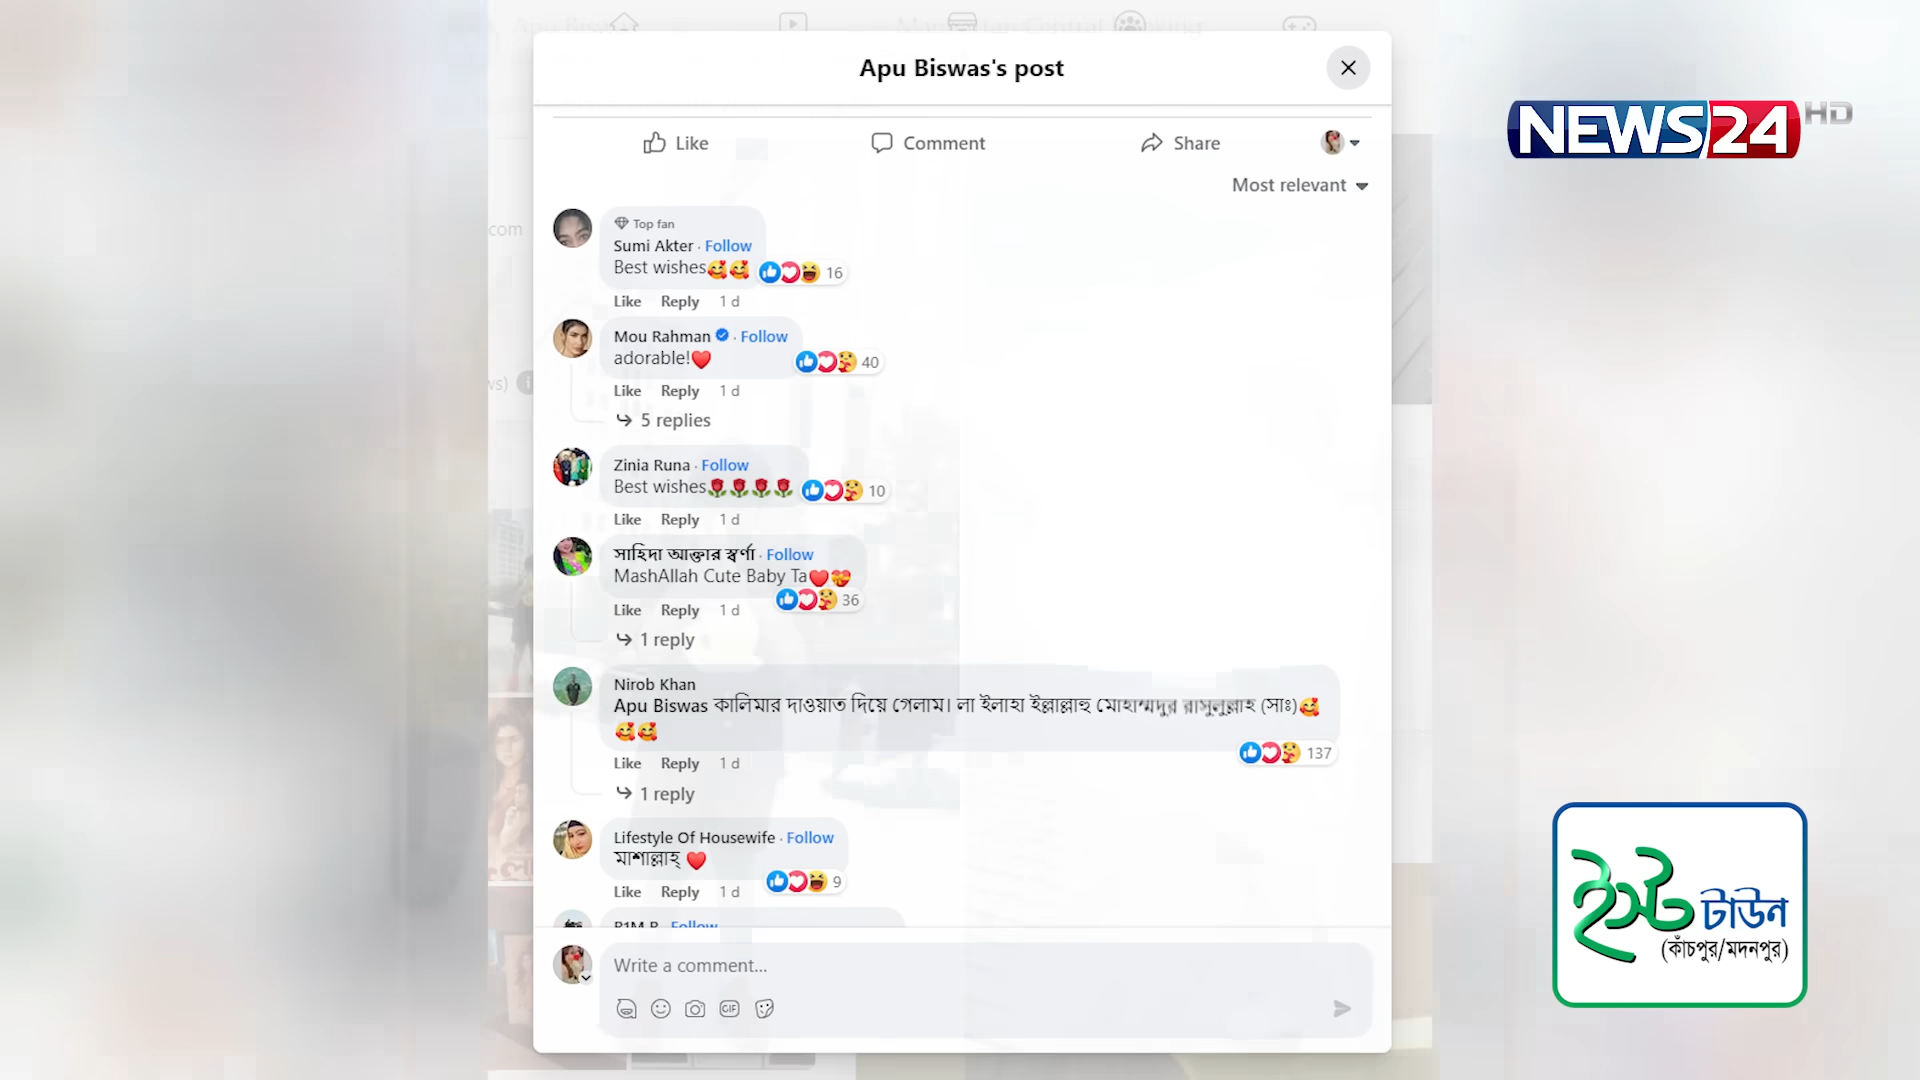 Apu Biswas's post
NEWS24 HD
Like Comment Share
Most relevant
com
Top fan
Sumi Akter · Follow
Best wishes🥰🥰 16
Like Reply 1 d
Mou Rahman · Follow
adorable!❤️ 40
Like Reply 1 d
5 replies
Zinia Runa · Follow
Best wishes🌹🌹🌹🌹 10
Like Reply 1 d
সাহিদা আক্তার স্বর্ণা · Follow
MashAllah Cute Baby Ta❤️💝
36
Like Reply 1 d
1 reply
Nirob Khan
Apu Biswas কালিমার দাওয়াত দিয়ে গেলাম। লা ইলাহা ইল্লাল্লাহু মোহাম্মদুর রাসুলুল্লাহ (সাঃ)🥰
🥰🥰
137
Like Reply 1 d
1 reply
Lifestyle Of Housewife · Follow
মাশাল্লাহ্ ❤️
9
Like Reply 1 d
Follow
Write a comment...
GIF
ইস্ট টাউন
(কাঁচপুর/মদনপুর)